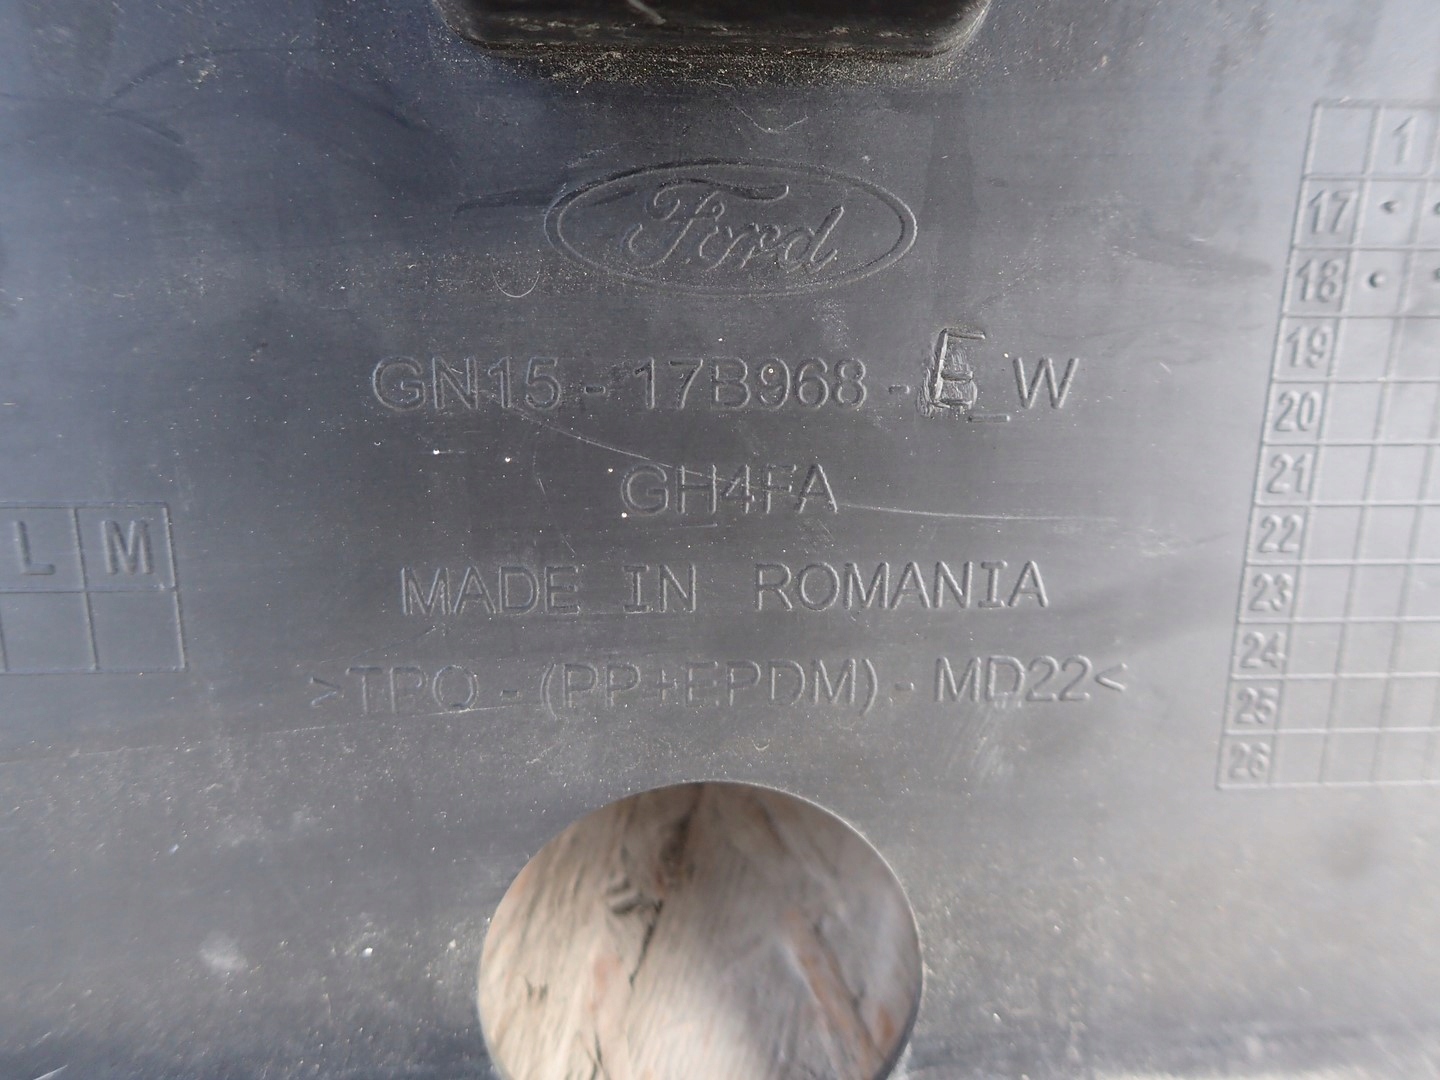 Ford
GN15 - 17B968 - E_W
GH4FA
MADE IN ROMANIA
>TPO - (PP+EPDM) - MD22<
L M
1
17
18
19
20
21
22
23
24
25
26